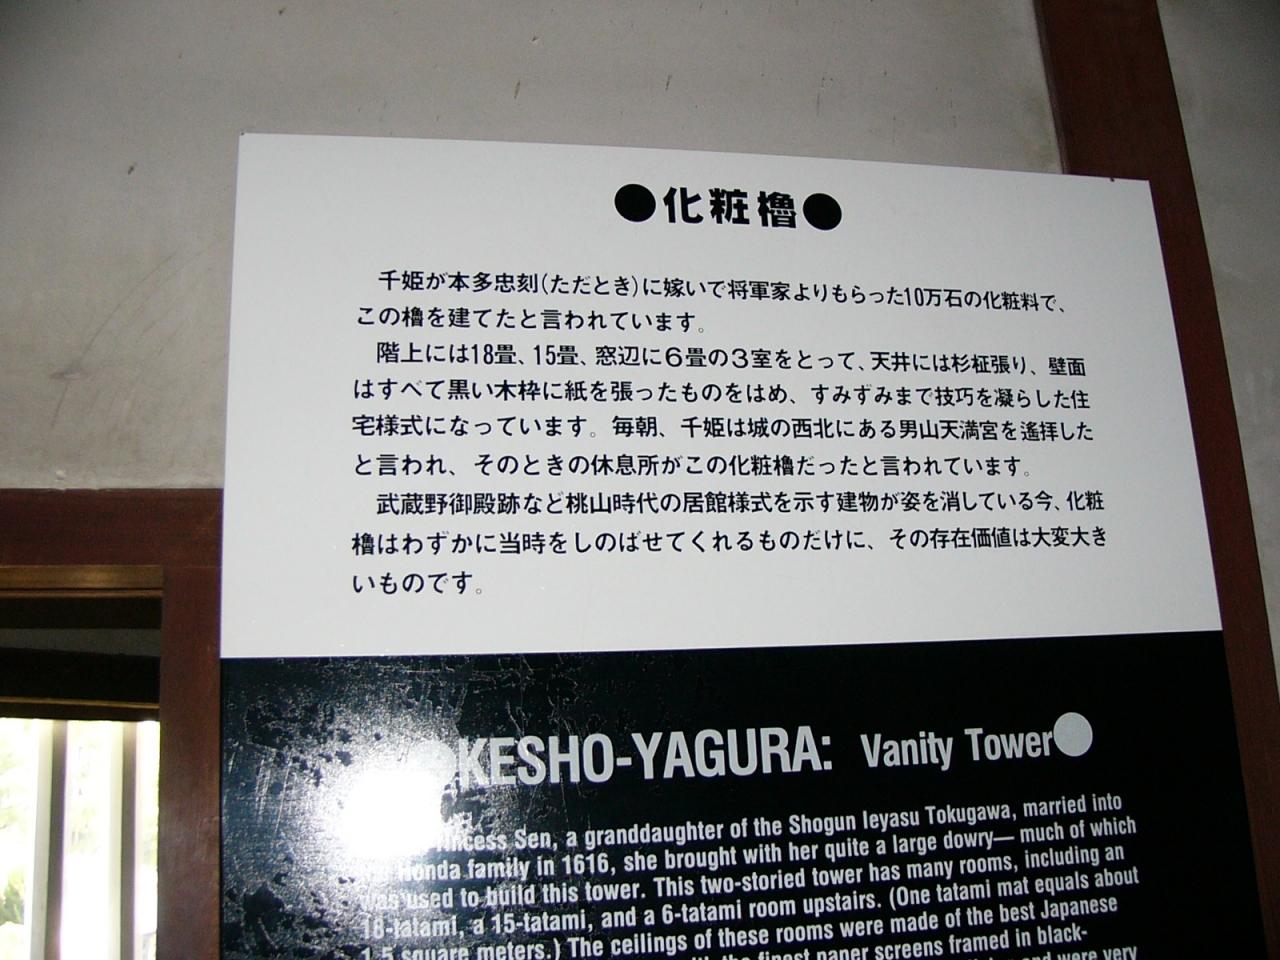 ●化粧櫓●
千姫が本多忠刻(ただとき)に嫁いで将軍家よりもらった10万石の化粧料で、
この櫓を建てたと言われています。
階上には18畳、15畳、窓辺に6畳の3室をとって、天井には杉柾張り、壁面
はすべて黒い木枠に紙を張ったものをはめ、すみずみまで技巧を凝らした住
宅様式になっています。毎朝、千姫は城の西北にある男山天満宮を遙拝した
と言われ、そのときの休息所がこの化粧櫓だったと言われています。
武蔵野御殿跡など桃山時代の居館様式を示す建物が姿を消している今、化粧
櫓はわずかに当時をしのばせてくれるものだけに、その存在価値は大変大き
いものです。
●KESHO-YAGURA: Vanity Tower●
Sen, a granddaughter of the Shogun Ieyasu Tokugawa, married into
Honda family in 1616, she brought with her quite a large dowry— much of which
was used to build this tower. This two-storied tower has many rooms, including an
18-tatami, a 15-tatami, and a 6-tatami room upstairs. (One tatami mat equals about
1.5 square meters.) The ceilings of these rooms were made of the best Japanese
the finest paper screens framed in black-
and were very